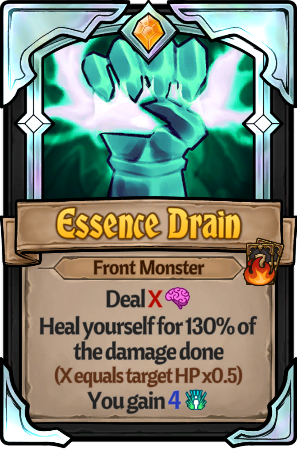 Essence Drain
Front Monster
Deal X
Heal yourself for 130% of
the damage done
(X equals target HP x0.5)
You gain 4